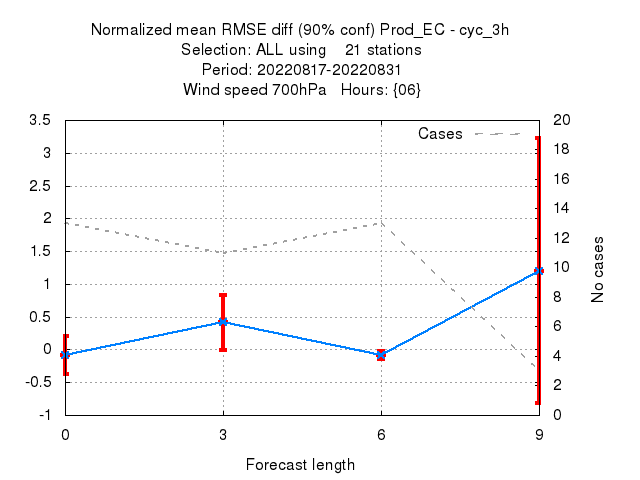 Normalized mean RMSE diff (90% conf) Prod_EC - cyc_3h
Selection: ALL using    21 stations
Period: 20220817-20220831
Wind speed 700hPa   Hours: {06}
3.5
3
2.5
2
1.5
1
0.5
0
-0.5
-1
Cases
20
18
16
14
12
10
8
6
4
2
0
No cases
0 3 6 9
Forecast length